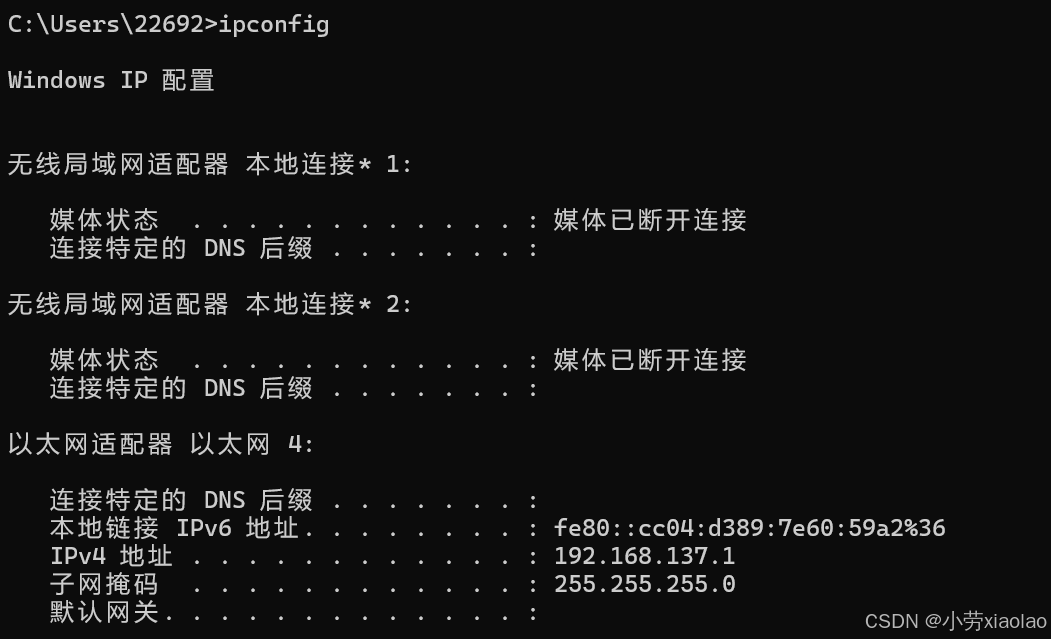 C:\Users\22692>ipconfig
Windows IP 配置
无线局域网适配器 本地连接* 1:
媒体状态  . . . . . . . . . . . . : 媒体已断开连接
连接特定的 DNS 后缀 . . . . . . . :
无线局域网适配器 本地连接* 2:
媒体状态  . . . . . . . . . . . . : 媒体已断开连接
连接特定的 DNS 后缀 . . . . . . . :
以太网适配器 以太网 4:
连接特定的 DNS 后缀 . . . . . . . :
本地链接 IPv6 地址. . . . . . . . : fe80::cc04:d389:7e60:59a2%36
IPv4 地址 . . . . . . . . . . . . : 192.168.137.1
子网掩码  . . . . . . . . . . . . : 255.255.255.0
默认网关. . . . . . . . . . . . . :
CSDN @小劳xiaolao